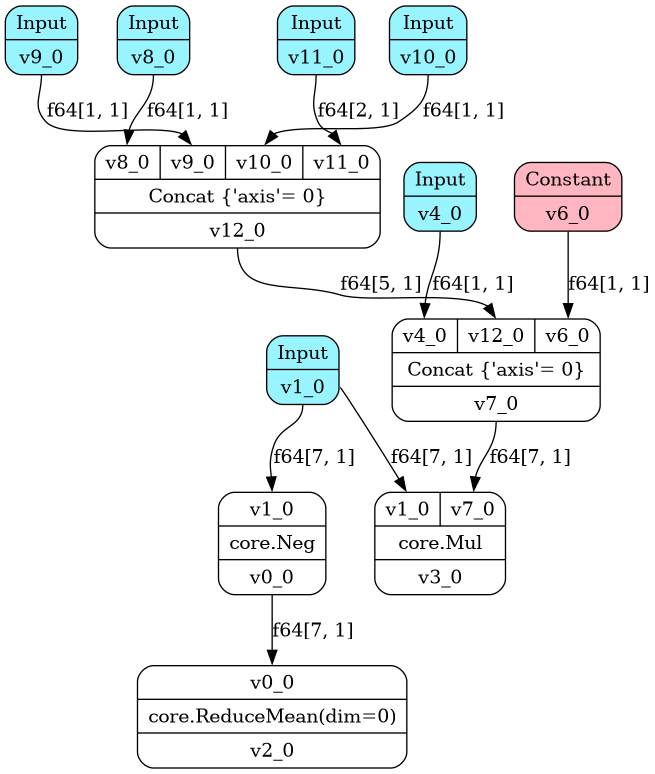 Input
v9_0
Input
v8_0
Input
v11_0
Input
v10_0
f64[1, 1]
f64[1, 1]
f64[2, 1]
f64[1, 1]
v8_0 v9_0 v10_0 v11_0
Concat {'axis'= 0}
v12_0
Input
v4_0
Constant
v6_0
f64[5, 1]
f64[1, 1]
f64[1, 1]
v4_0 v12_0 v6_0
Concat {'axis'= 0}
v7_0
Input
v1_0
f64[7, 1]
f64[7, 1]
f64[7, 1]
v1_0
core.Neg
v0_0
v1_0 v7_0
core.Mul
v3_0
f64[7, 1]
v0_0
core.ReduceMean(dim=0)
v2_0